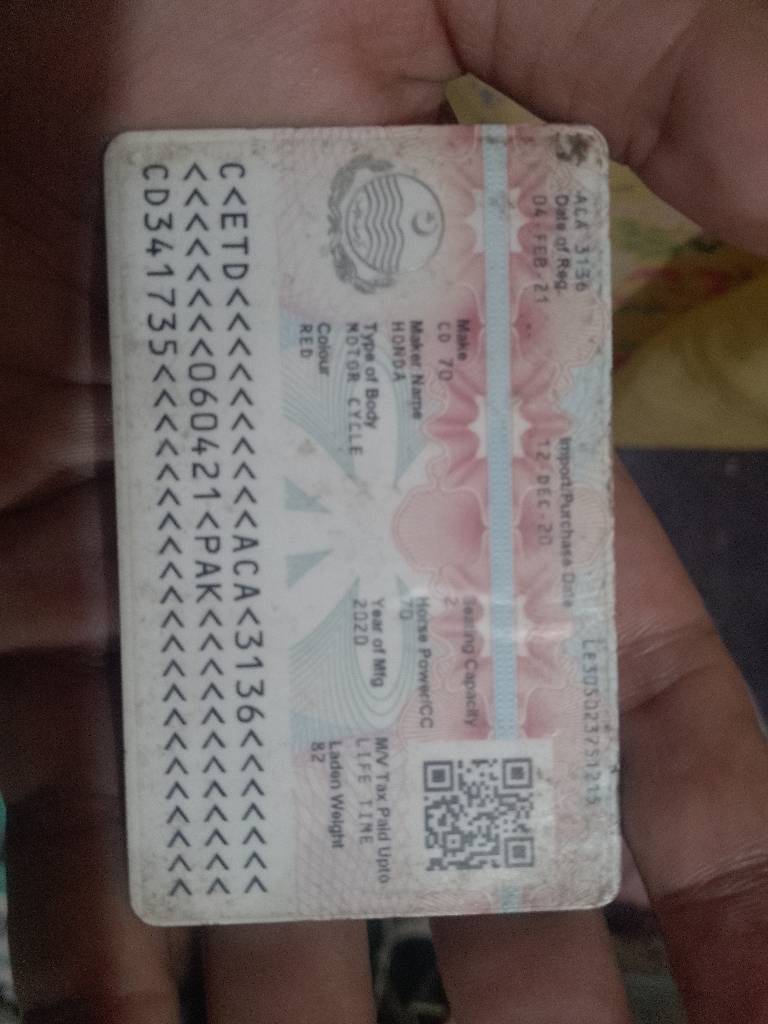 ACA 3136
LE305023751215
Date of Reg.
04-FEB-21
Import/Purchase Date
12-DEC-20
Make
CD 70
Seating Capacity
2
Maker Name
HONDA
Horse Power/CC
70
Type of Body
MOTOR CYCLE
Year of Mfg
2020
M/V Tax Paid Upto
LIFE TIME
Colour
RED
Laden Weight
82
C<ETD<<<<<<<<<<ACA<3136<<<<<<<
<<<<<<<<060421<PAK<<<<<<<<<<<<
CD341735<<<<<<<<<<<<<<<<<<<<<<